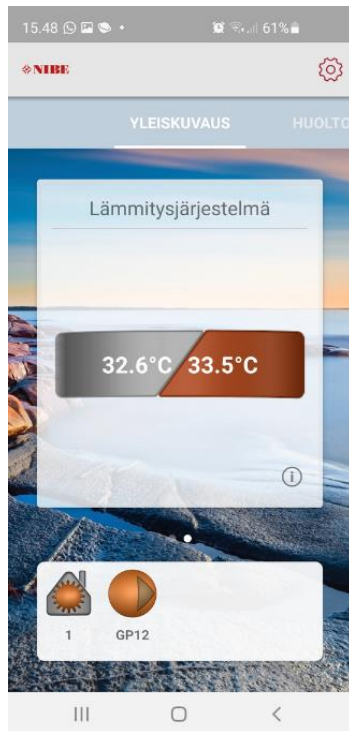 15.48 61%
NIBE
YLEISKUVAUS HUOLTO
Lämmitysjärjestelmä
32.6°C 33.5°C
1 GP12